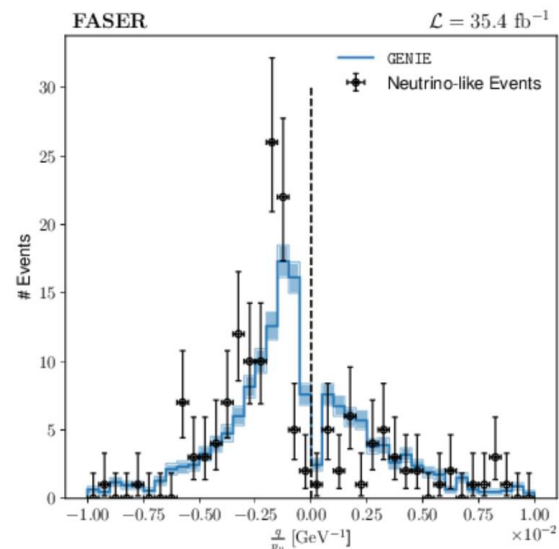 FASER
ℒ = 35.4 fb⁻¹
GENIE
Neutrino-like Events
# Events
30
25
20
15
10
5
0
−1.00 −0.75 −0.50 −0.25 0.00 0.25 0.50 0.75 1.00
×10⁻²
q [GeV⁻¹]